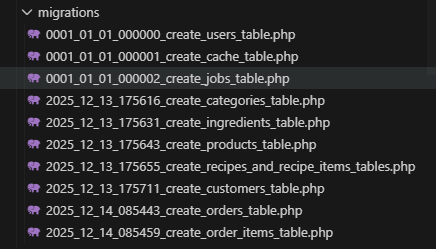 migrations
0001_01_01_000000_create_users_table.php
0001_01_01_000001_create_cache_table.php
0001_01_01_000002_create_jobs_table.php
2025_12_13_175616_create_categories_table.php
2025_12_13_175631_create_ingredients_table.php
2025_12_13_175643_create_products_table.php
2025_12_13_175655_create_recipes_and_recipe_items_tables.php
2025_12_13_175711_create_customers_table.php
2025_12_14_085443_create_orders_table.php
2025_12_14_085459_create_order_items_table.php